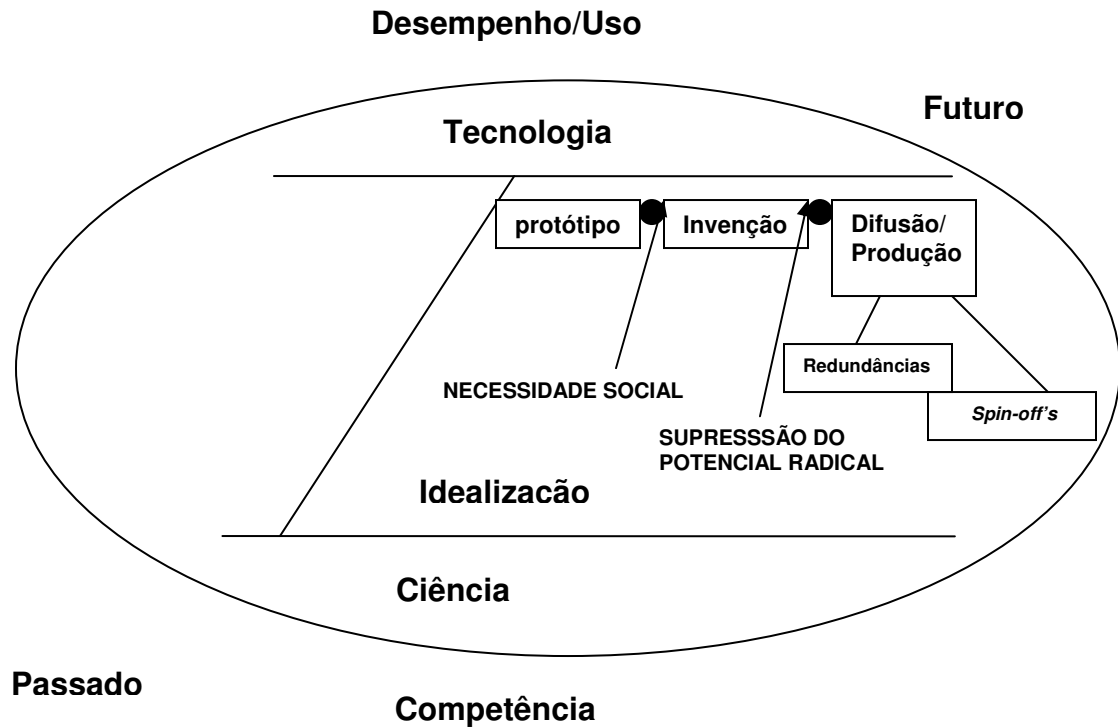 Desempenho/Uso
Futuro
Tecnologia
protótipo
Invenção
Difusão/
Produção
Redundâncias
NECESSIDADE SOCIAL
Spin-off's
SUPRESSSÃO DO
POTENCIAL RADICAL
Idealizacão
Ciência
Passado
Competência